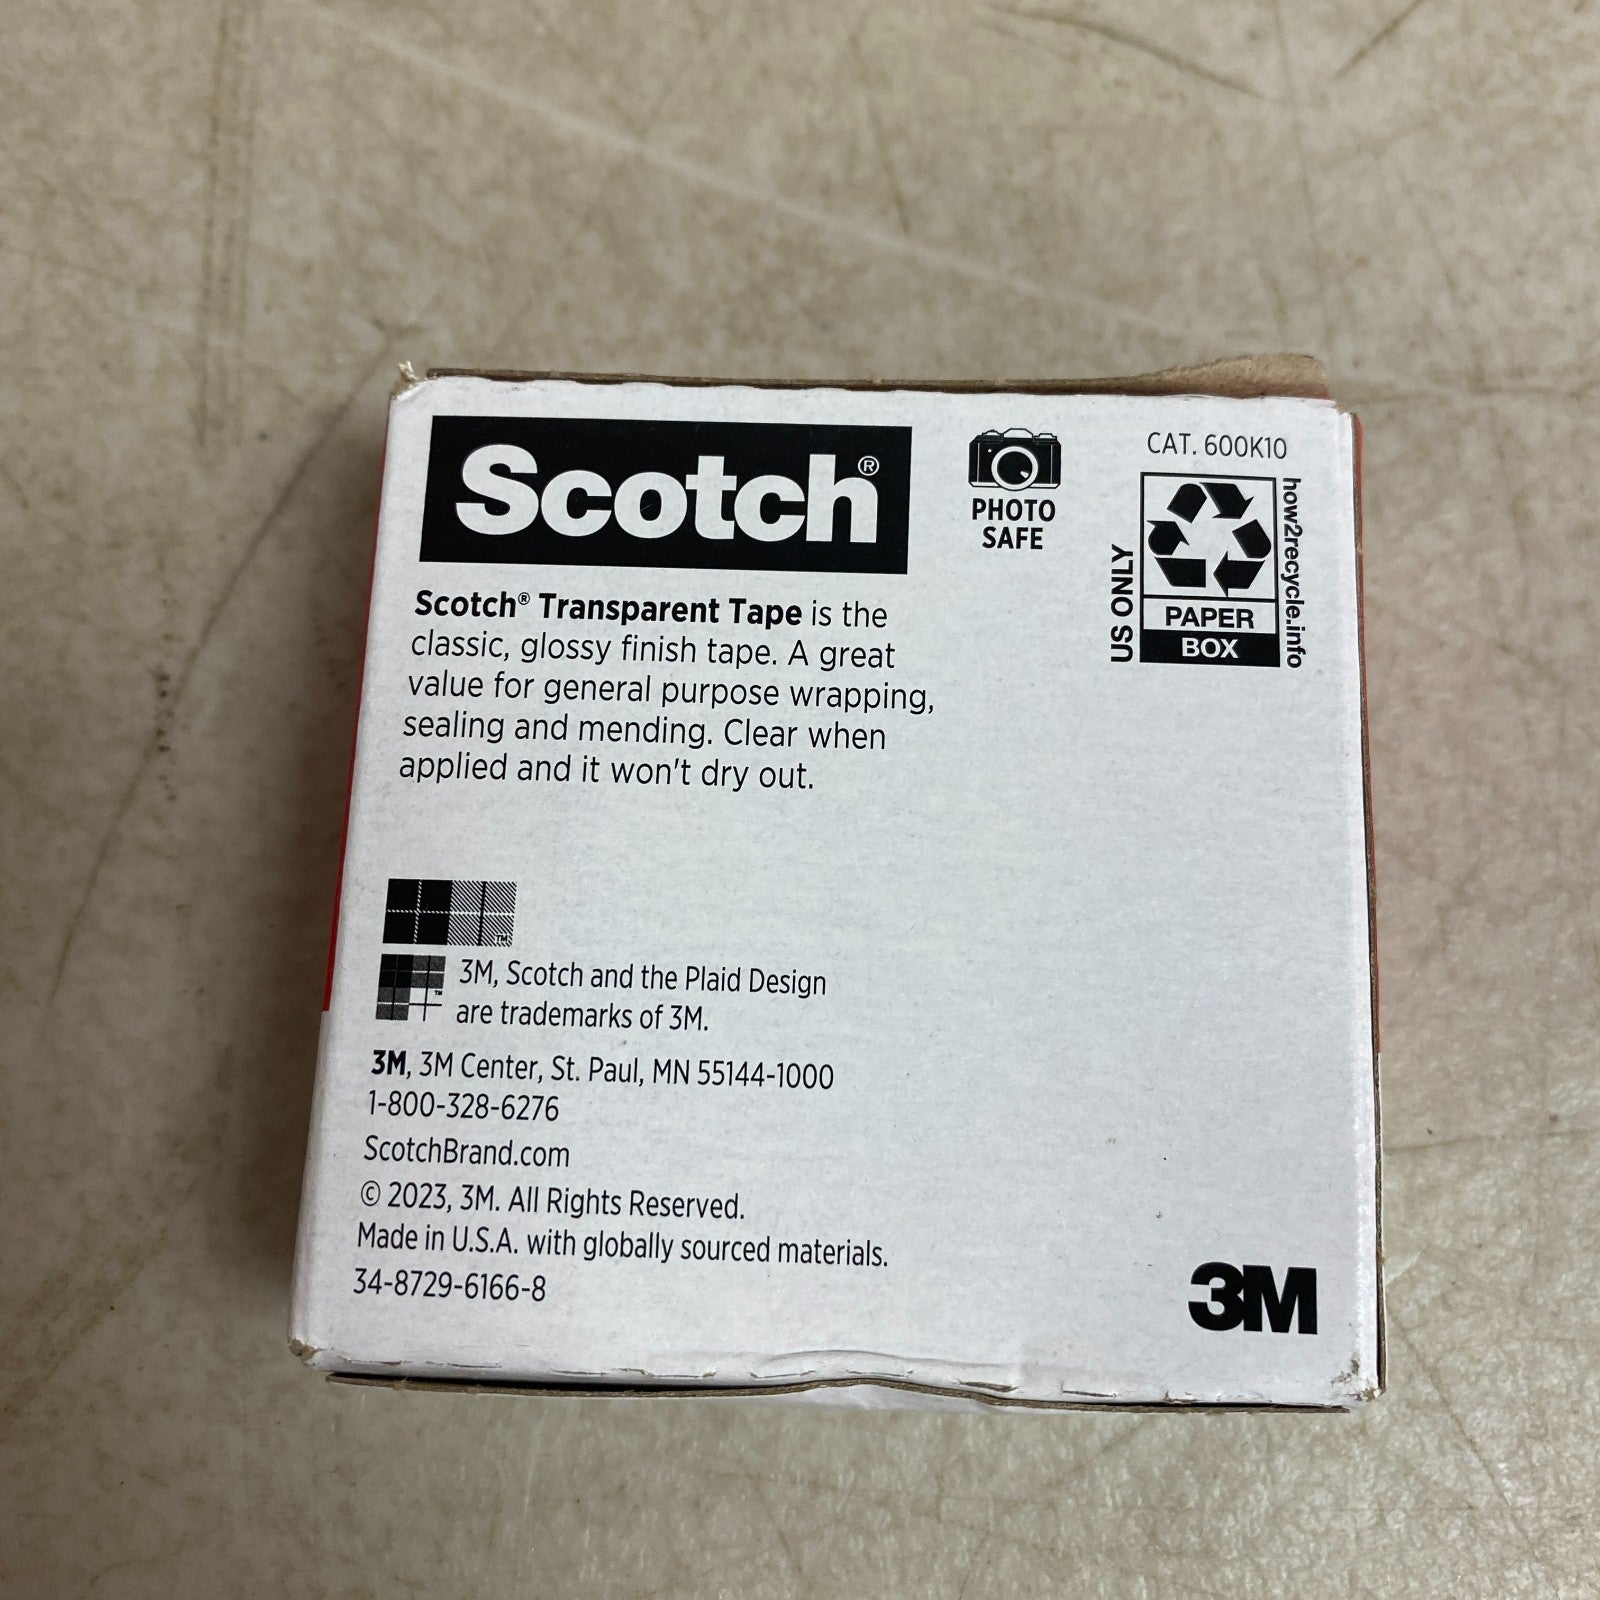 Scotch®
PHOTO
SAFE
CAT. 600K10
US ONLY
how2recycle.info
PAPER
BOX
Scotch® Transparent Tape is the
classic, glossy finish tape. A great
value for general purpose wrapping,
sealing and mending. Clear when
applied and it won't dry out.
TM
TM
3M, Scotch and the Plaid Design
are trademarks of 3M.
3M, 3M Center, St. Paul, MN 55144-1000
1-800-328-6276
ScotchBrand.com
© 2023, 3M. All Rights Reserved.
Made in U.S.A. with globally sourced materials.
34-8729-6166-8
3M